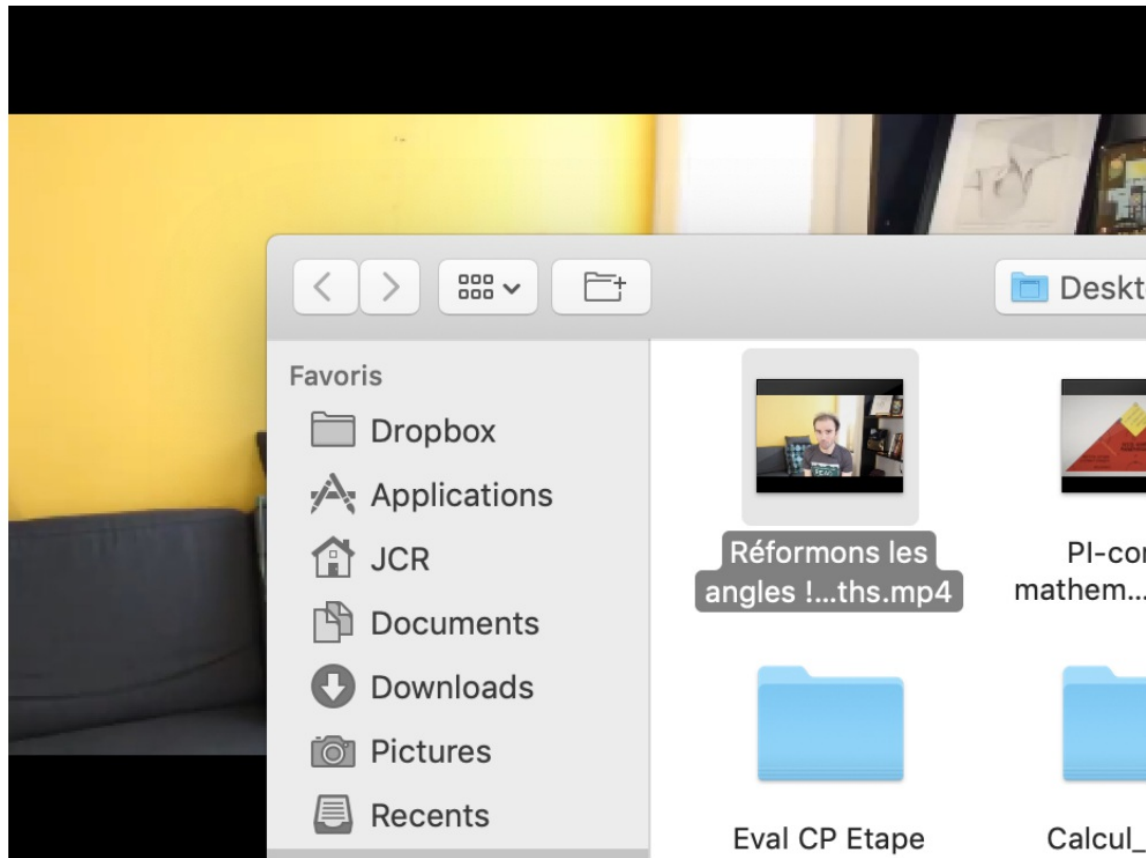 Deskt
Favoris
Dropbox
Applications
JCR
Documents
Downloads
Pictures
Recents
Réformons les
angles !...ths.mp4
PI-cor
mathem...
Eval CP Etape
Calcul_